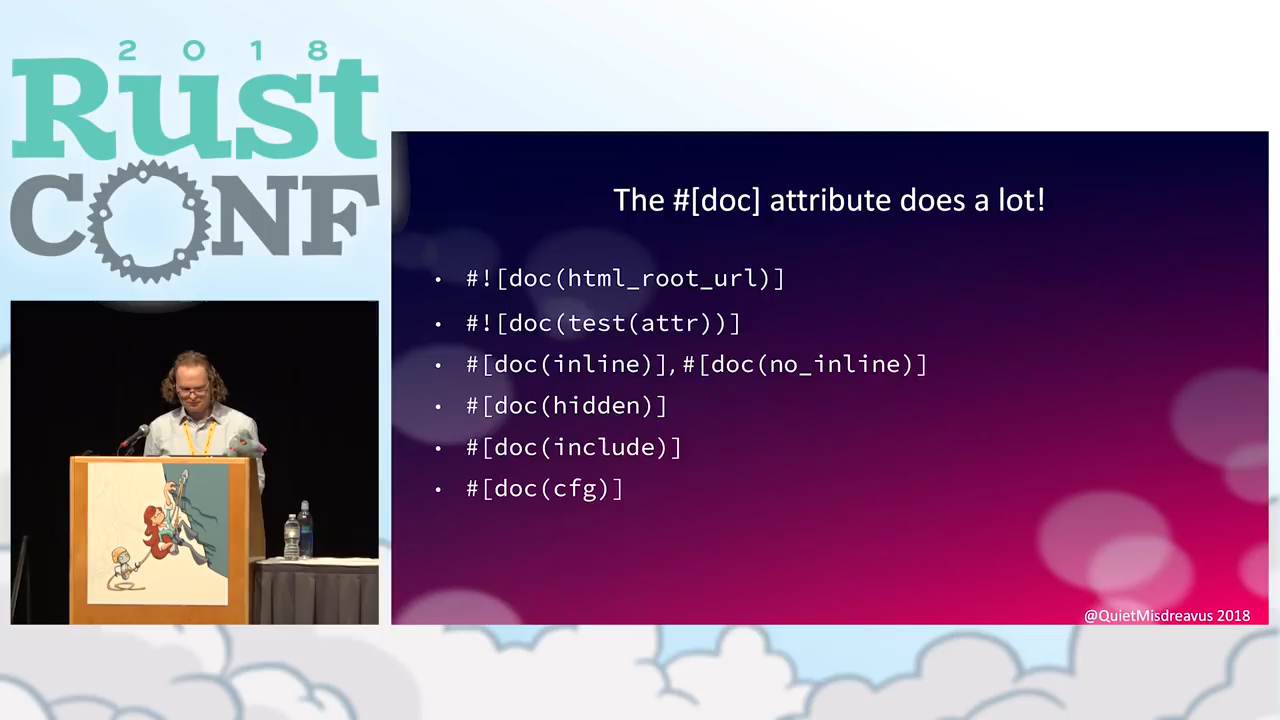 2018
Rust
CONF
The #[doc] attribute does a lot!
• #![doc(html_root_url)]
• #![doc(test(attr))]
• #[doc(inline)], #[doc(no_inline)]
• #[doc(hidden)]
• #[doc(include)]
• #[doc(cfg)]
@QuietMisdreavus 2018